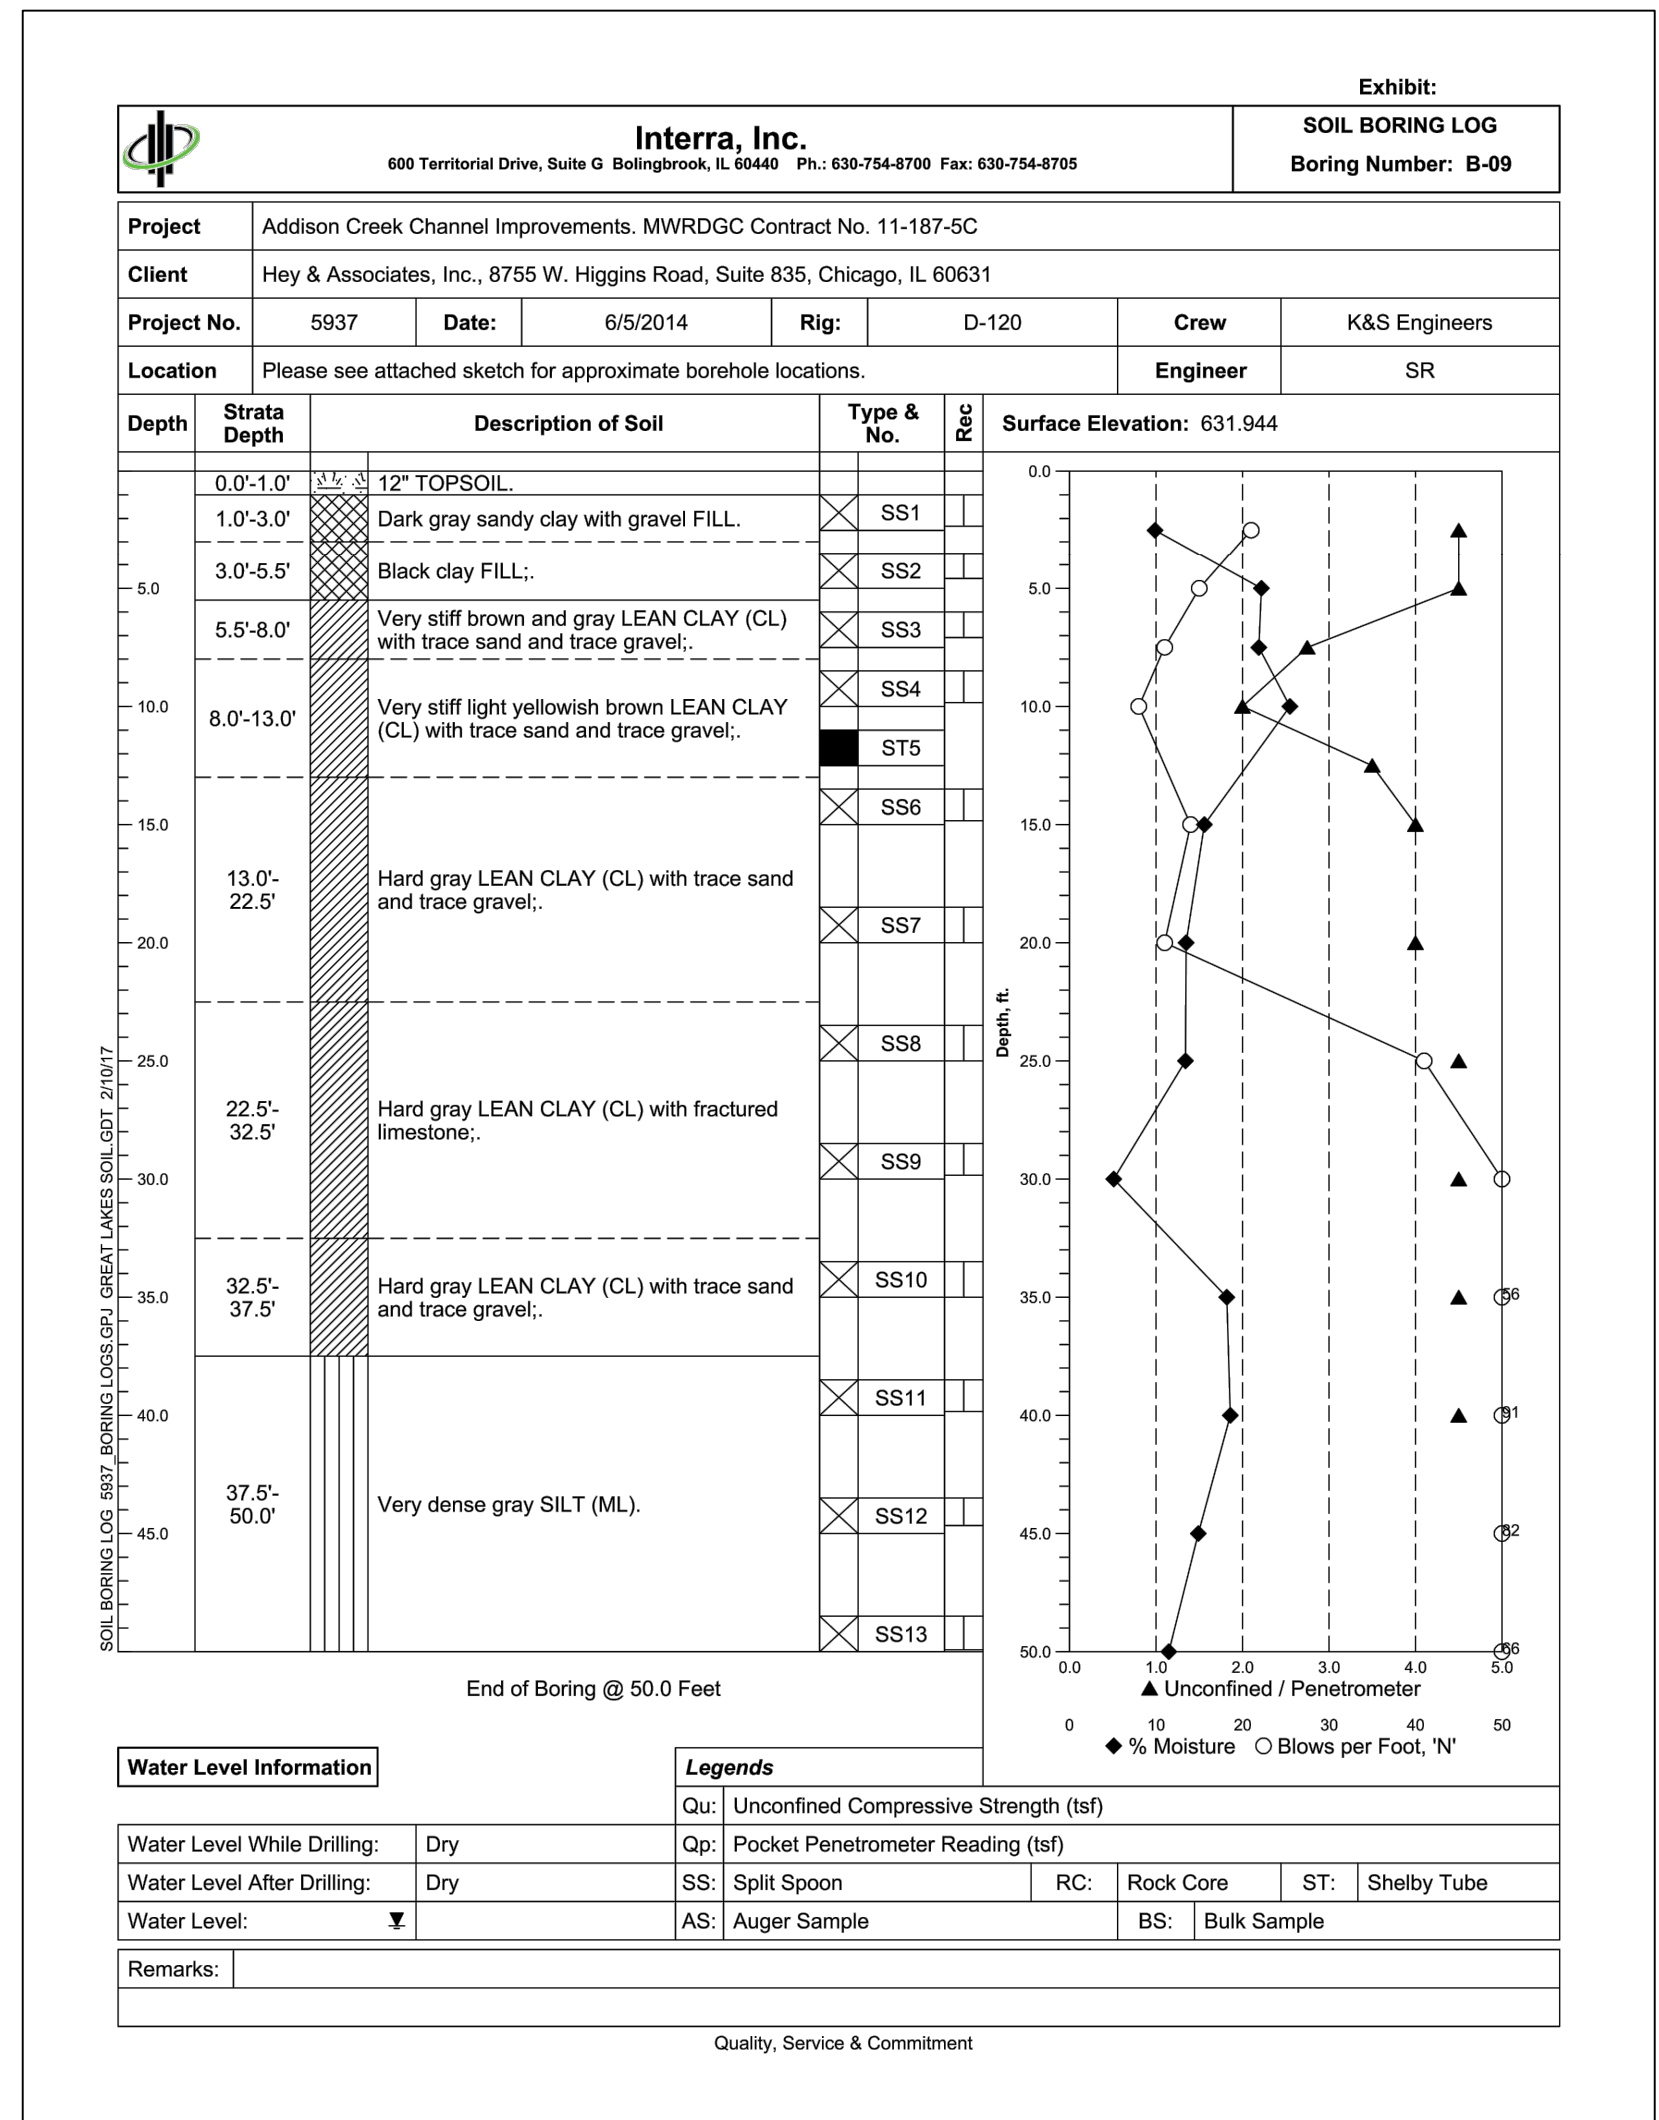 Exhibit:
Interra, Inc.
600 Territorial Drive, Suite G Bolingbrook, IL 60440 Ph.: 630-754-8700 Fax: 630-754-8705
SOIL BORING LOG
Boring Number: B-09
Project Addison Creek Channel Improvements. MWRDGC Contract No. 11-187-5C
Client Hey & Associates, Inc., 8755 W. Higgins Road, Suite 835, Chicago, IL 60631
Project No. 5937 Date: 6/5/2014 Rig: D-120 Crew K&S Engineers
Location Please see attached sketch for approximate borehole locations. Engineer SR
Depth Strata Depth Description of Soil Type & No. Rec Surface Elevation: 631.944
0.0'-1.0' 12" TOPSOIL.
1.0'-3.0' Dark gray sandy clay with gravel FILL. SS1
3.0'-5.5' Black clay FILL;. SS2
5.0
5.5'-8.0' Very stiff brown and gray LEAN CLAY (CL)
with trace sand and trace gravel;. SS3
SS4
10.0
8.0'-13.0' Very stiff light yellowish brown LEAN CLAY
(CL) with trace sand and trace gravel;.
ST5
SS6
15.0
13.0'-
22.5'
Hard gray LEAN CLAY (CL) with trace sand
and trace gravel;.
SS7
20.0
SS8
25.0
22.5'-
32.5'
Hard gray LEAN CLAY (CL) with fractured
limestone;.
SS9
30.0
32.5'-
37.5'
Hard gray LEAN CLAY (CL) with trace sand
and trace gravel;.
SS10
35.0
SS11
40.0
37.5'-
50.0'
Very dense gray SILT (ML).
SS12
45.0
SS13
SOIL BORING LOG 5937_BORING LOGS.GPJ GREAT LAKES SOIL.GDT 2/10/17
0.0
5.0
10.0
15.0
20.0
Depth, ft.
25.0
30.0
35.0 56
40.0 91
45.0 82
50.0 66
0.0 1.0 2.0 3.0 4.0 5.0
Unconfined / Penetrometer
0 10 20 30 40 50
% Moisture Blows per Foot, 'N'
End of Boring @ 50.0 Feet
Water Level Information
Legends
Qu: Unconfined Compressive Strength (tsf)
Water Level While Drilling: Dry Qp: Pocket Penetrometer Reading (tsf)
Water Level After Drilling: Dry SS: Split Spoon RC: Rock Core ST: Shelby Tube
Water Level: AS: Auger Sample BS: Bulk Sample
Remarks:
Quality, Service & Commitment